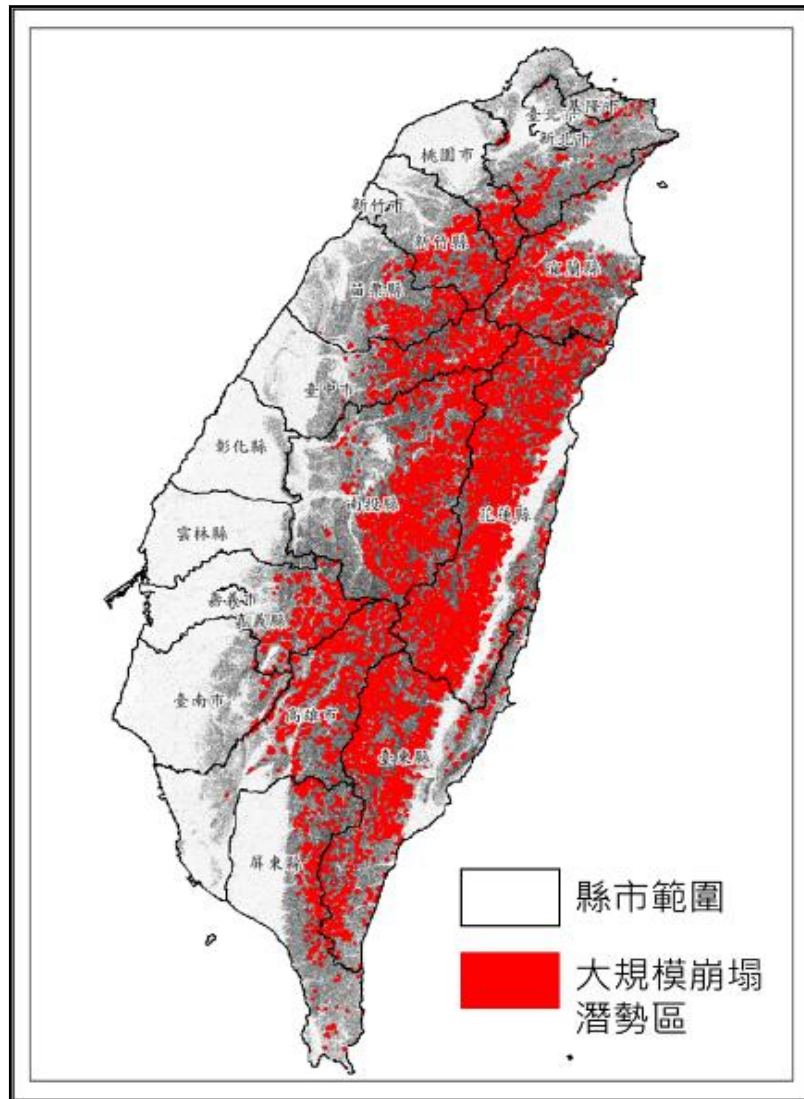 基隆市
臺北市
新北市
桃園市
新竹市
新竹縣
宜蘭縣
苗栗縣
臺中市
彰化縣
南投縣
花蓮縣
雲林縣
嘉義市
嘉義縣
臺南市
高雄市
臺東縣
屏東縣
縣市範圍
大規模崩塌
潛勢區